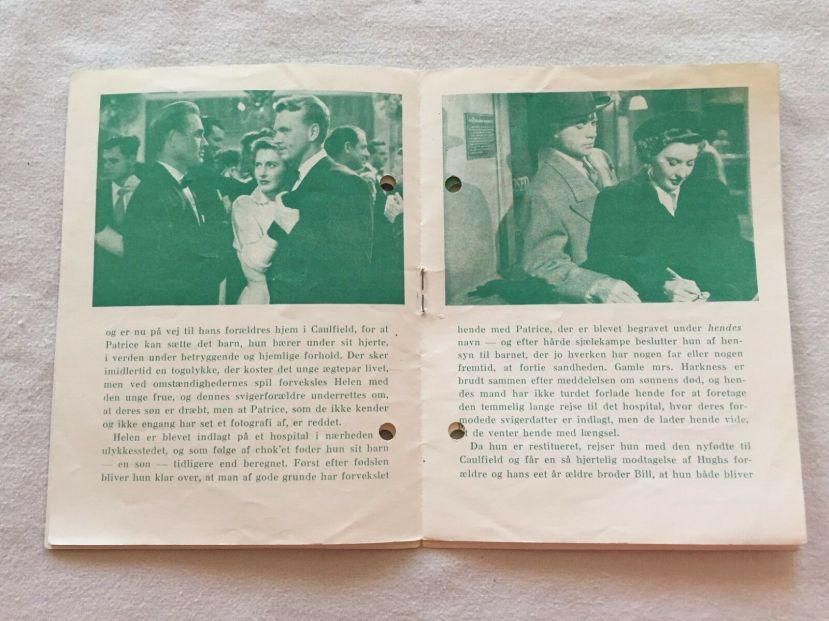 og er nu på vej til hans forældres hjem i Caulfield, for at
Patrice kan sætte det barn, hun bærer under sit hjerte,
i verden under betryggende og hjemlige forhold. Der sker
imidlertid en togulykke, der koster det unge ægtepar livet,
men ved omstændighedernes spil forveksles Helen med
den unge frue, og dennes svigerforældre underrettes om,
at deres søn er dræbt, men at Patrice, som de ikke kender
og ikke engang har set et fotografi af, er reddet.
Helen er blevet indlagt på et hospital i nærheden
ulykkesstedet, og som følge af chok'et føder hun sit barn
— en søn — tidligere end beregnet. Først efter fødslen
bliver hun klar over, at man af gode grunde har forvekslet
hende med Patrice, der er blevet begravet under hendes
navn — og efter hårde sjælekampe beslutter hun af hen-
syn til barnet, der jo hverken har nogen far eller nogen
fremtid, at fortie sandheden. Gamle mrs. Harkness er
brudt sammen efter meddelelsen om sønnens død, og hen-
des mand har ikke turdet forlade hende for at foretage
den temmelig lange rejse til det hospital, hvor deres for-
modede svigerdatter er indlagt, men de lader hende vide,
de venter hende med længsel.
Da hun er restitueret, rejser hun med den nyfødte til
Caulfield og får en så hjertelig modtagelse af Hughs for-
ældre og hans eet år ældre broder Bill, at hun både bliver